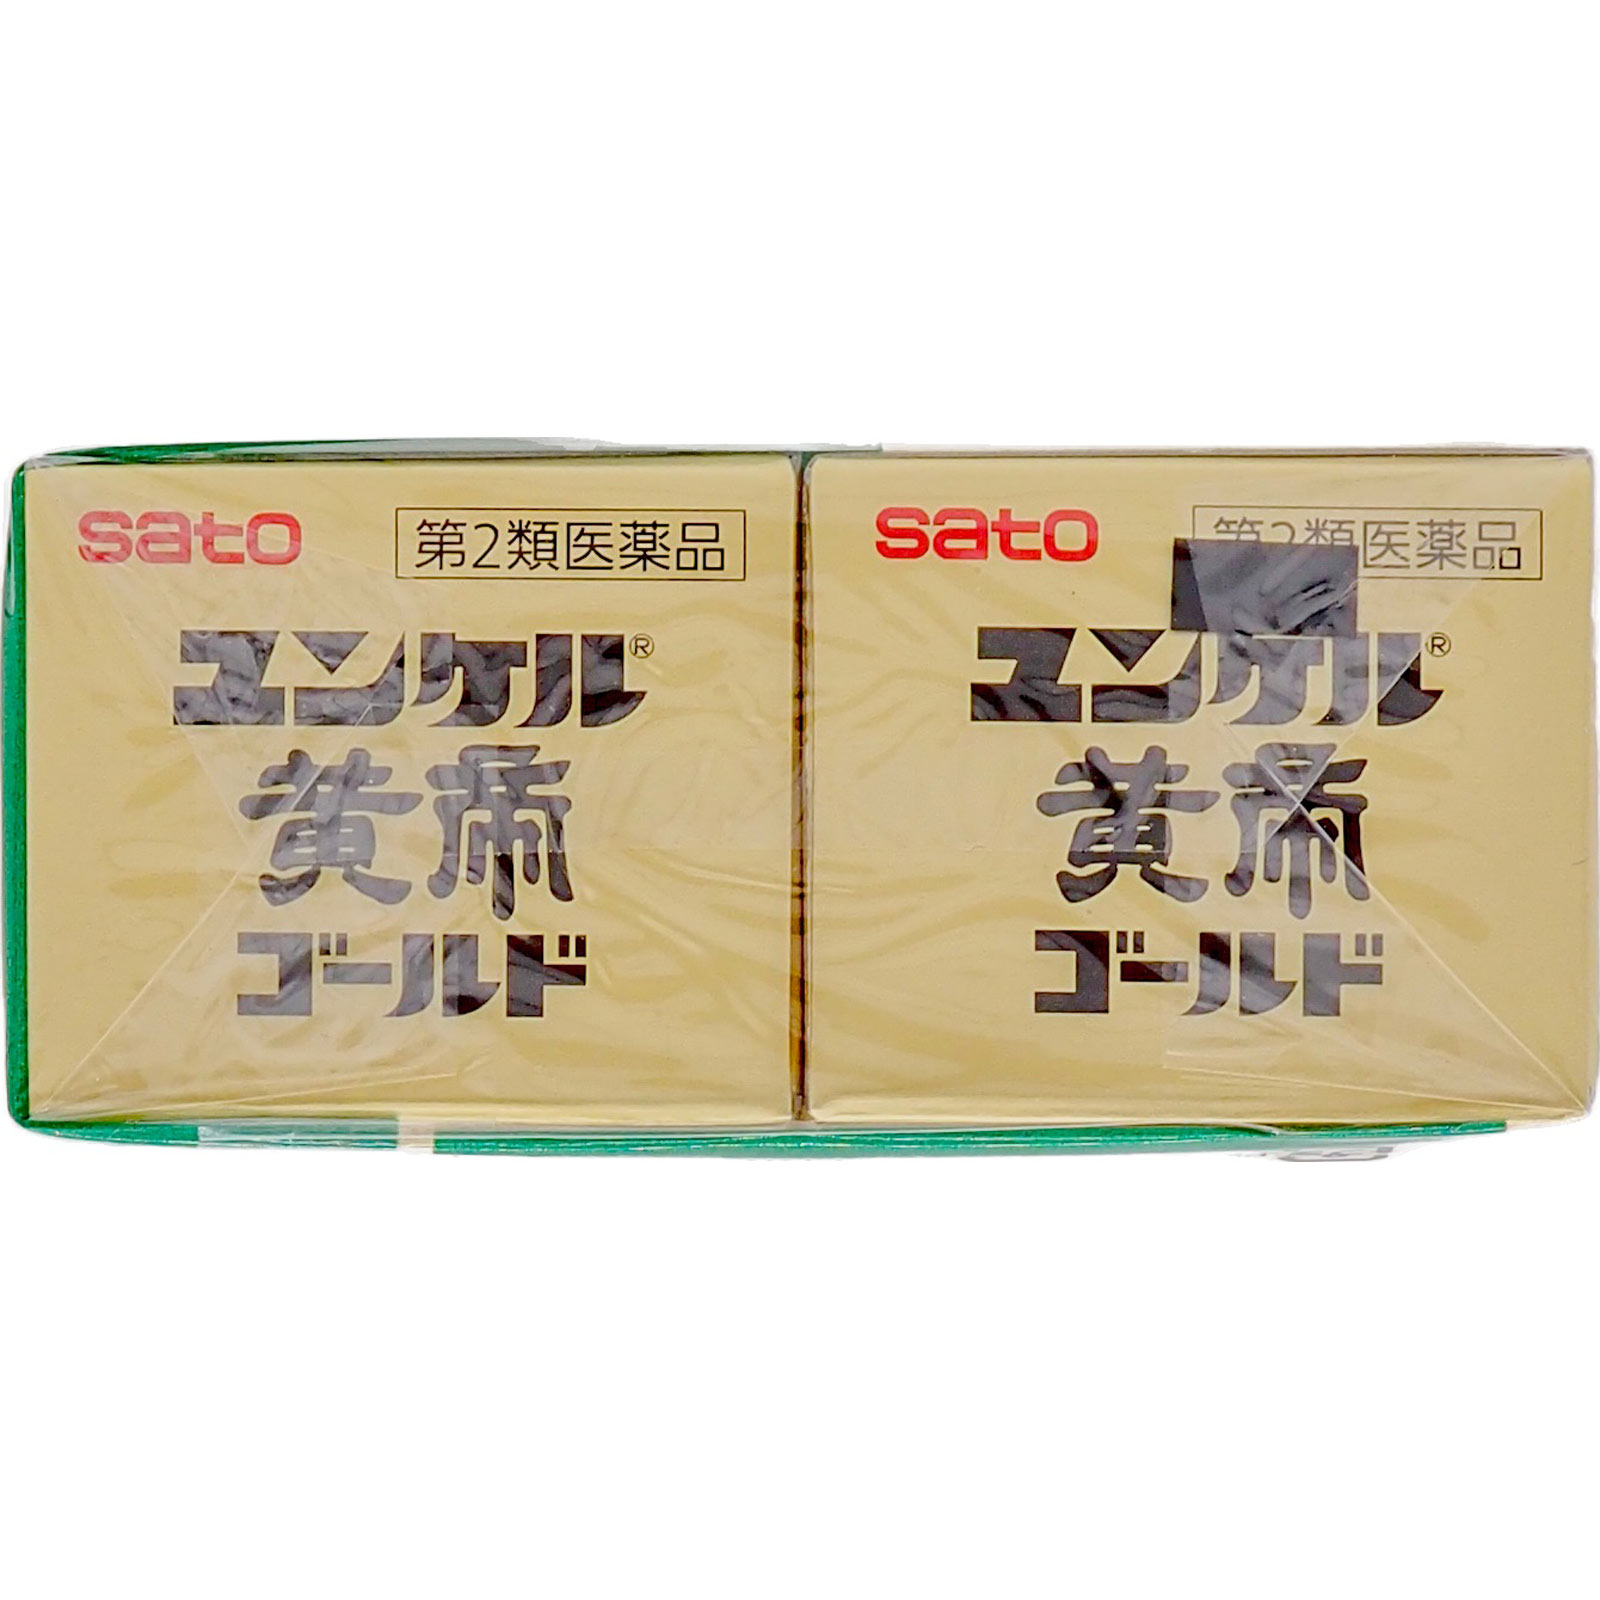 sato
第2類医薬品
ユンケル®
黄帝
ゴールド
sato
第2類医薬品
ユンケル®
黄帝
ゴールド